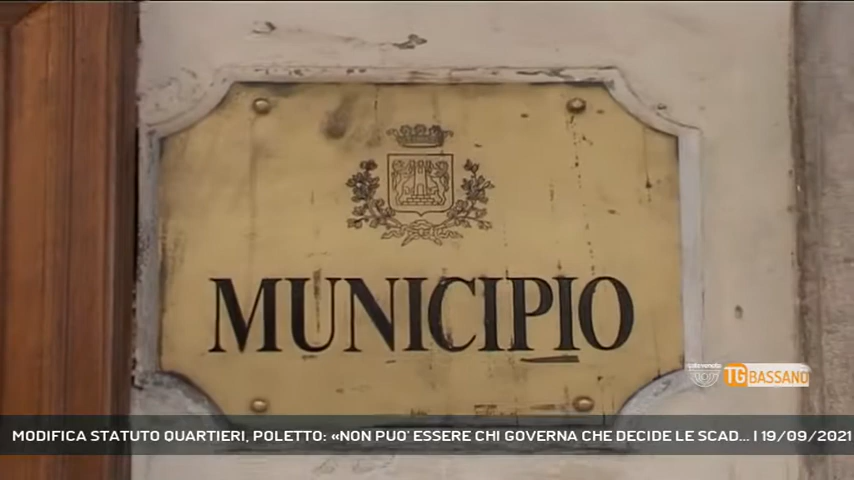 MUNICIPIO
TG BASSANO
MODIFICA STATUTO QUARTIERI, POLETTO: «NON PUO' ESSERE CHI GOVERNA CHE DECIDE LE SCAD... | 19/09/2021